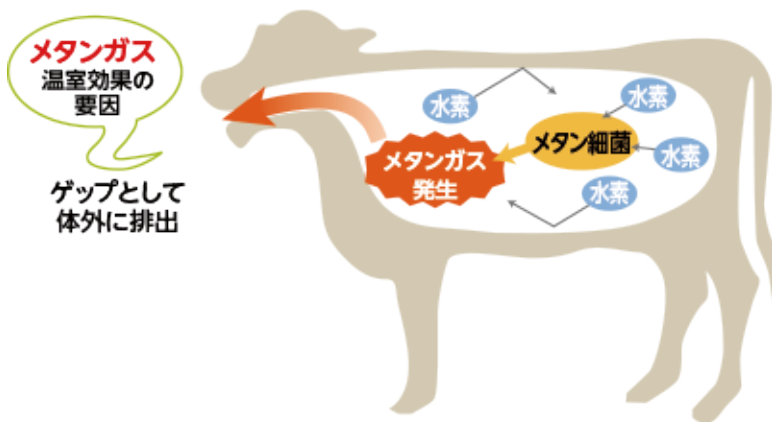 メタンガス
温室効果の
要因
ゲップとして
体外に排出
水素
水素
メタン細菌
水素
メタンガス
発生
水素